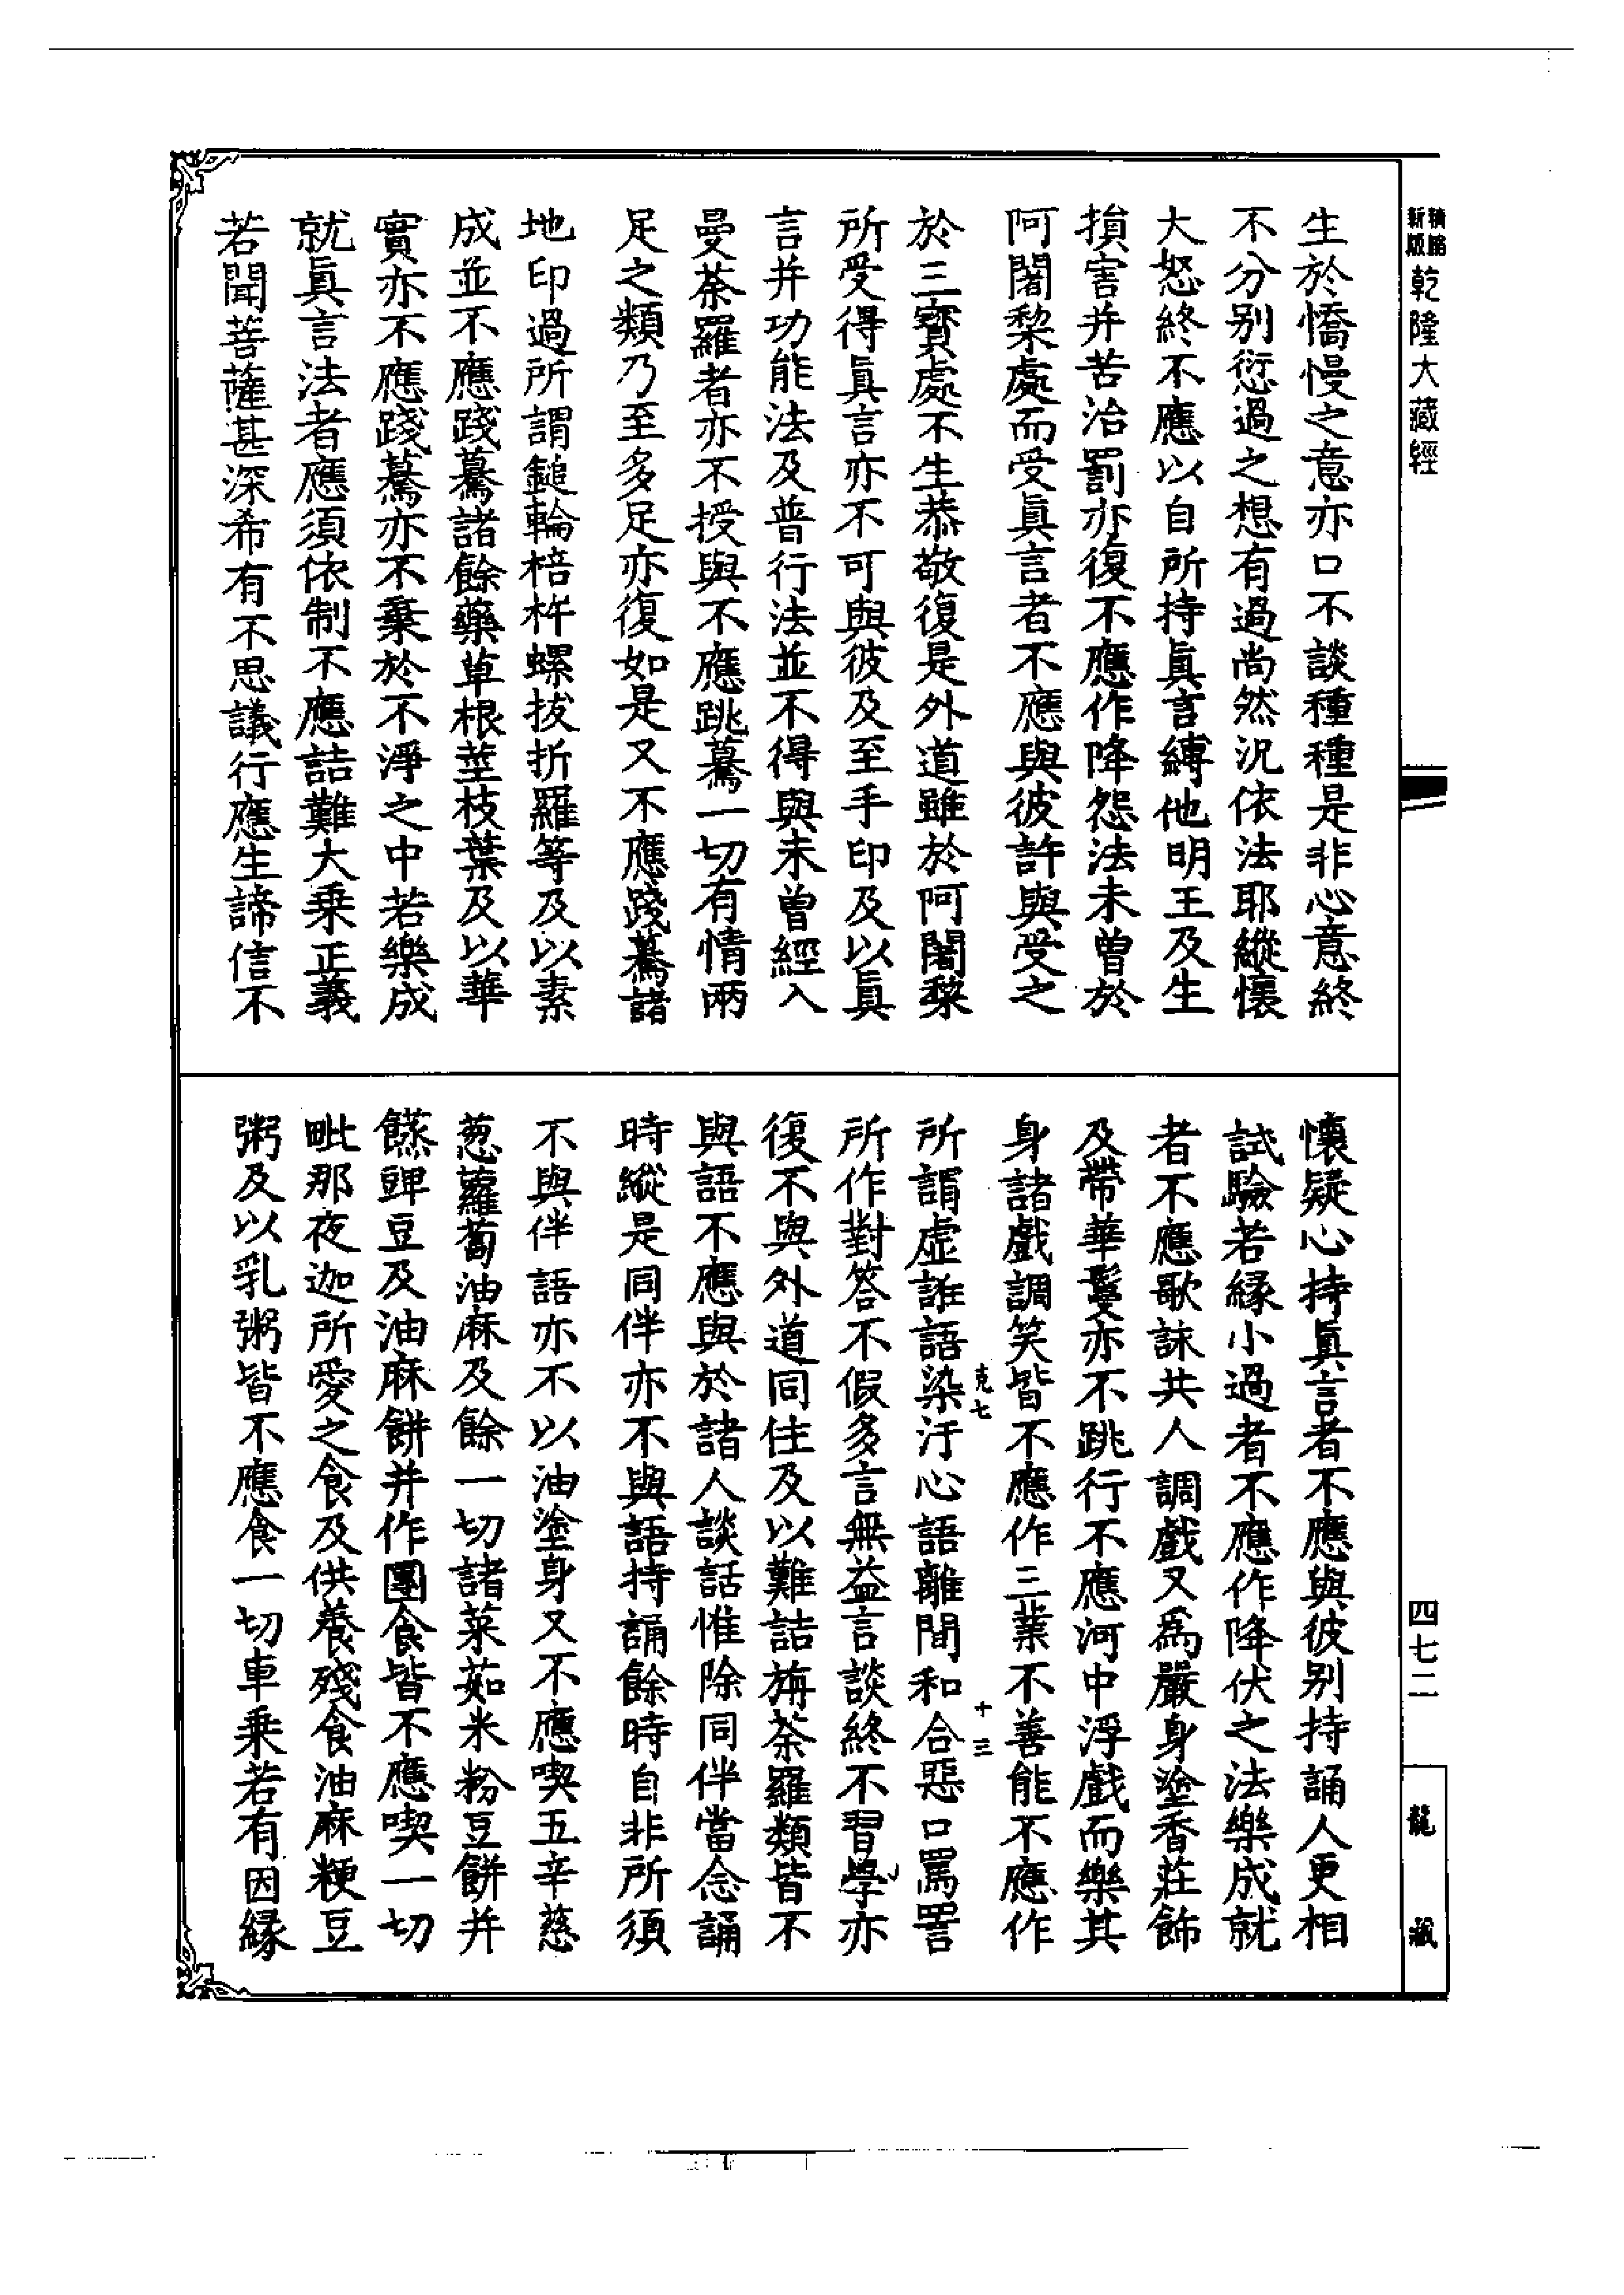 精縮新版乾隆大藏經
四七二
龍藏
生於憍慢之意亦口不談種種是非心意終
不分別愆過之想有過尚然況依法耶縱懷
大怒終不應以自所持眞言縛他明王及生
損害并苦治罰亦復不應作降怨法未曾於
阿闍棃處而受眞言者不應與彼許與受之
於三寳處不生恭敬復是外道雖於阿闍棃
所受得眞言亦不可與彼及至手印及以眞
言并功能法及普行法並不得與未曾經入
曼荼羅者亦不授與不應跳驀一切有情兩
足之類乃至多足亦復如是又不應踐驀諸
地印過所謂鎚輪棓杵螺拔折羅等及以素
成並不應踐驀諸餘藥草根莖枝葉及以華
實亦不應踐驀亦不棄於不淨之中若樂成
就眞言法者應須依制不應詰難大乗正義
若聞菩薩甚深希有不思議行應生諦信不
懷疑心持眞言者不應與彼别持誦人更相
試驗若緣小過者不應作降伏之法樂成就
者不應歌詠共人調戲又爲嚴身塗香莊飾
及帶華鬘亦不跳行不應河中浮戲而樂其
身諸戲調笑皆不應作三業不善能不應作
克七
十三
所謂虛誑語染汙心語離間和合惡口罵詈
所作對答不假多言無益言談終不習學亦
復不與外道同住及以難詰旃荼羅類皆不
與語不應與於諸人談話惟除同伴當念誦
時縱是同伴亦不與語持誦餘時自非所須
不與伴語亦不以油塗身又不應喫五辛慈
葱蘿蔔油麻及餘一切諸菜茹米粉豆餅并
餻䴽豆及油麻餅并作團食皆不應喫一切
毗那夜迦所愛之食及供養殘食油麻粳豆
粥及以乳粥皆不應食一切車乗若有因緣